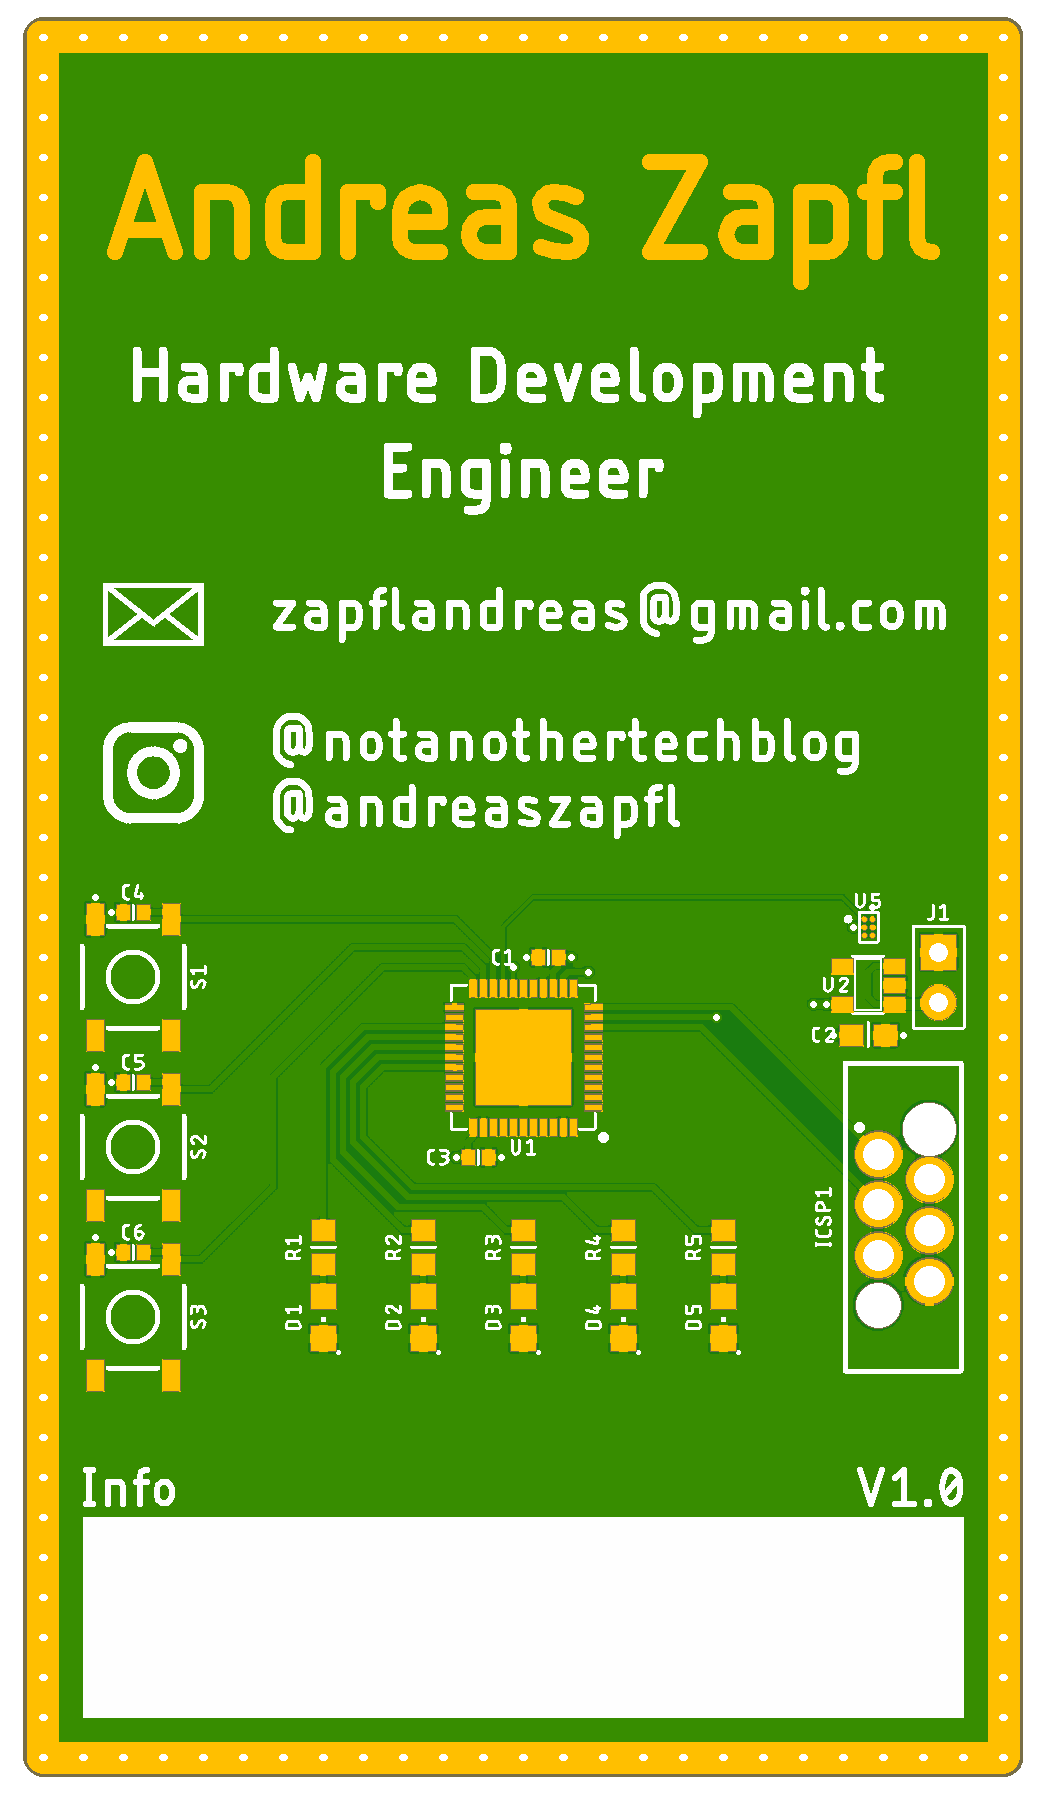 Andreas Zapfl
Hardware Development
Engineer
zapflandreas@gmail.com
@notanothertechblog
@andreaszapfl
C4
U5
J1
C1
S1
U2
C2
C5
S2
C3
U1
ICSP1
C6
R1
R2
R3
R4
R5
S3
D1
D2
D3
D4
D5
Info
V1.0